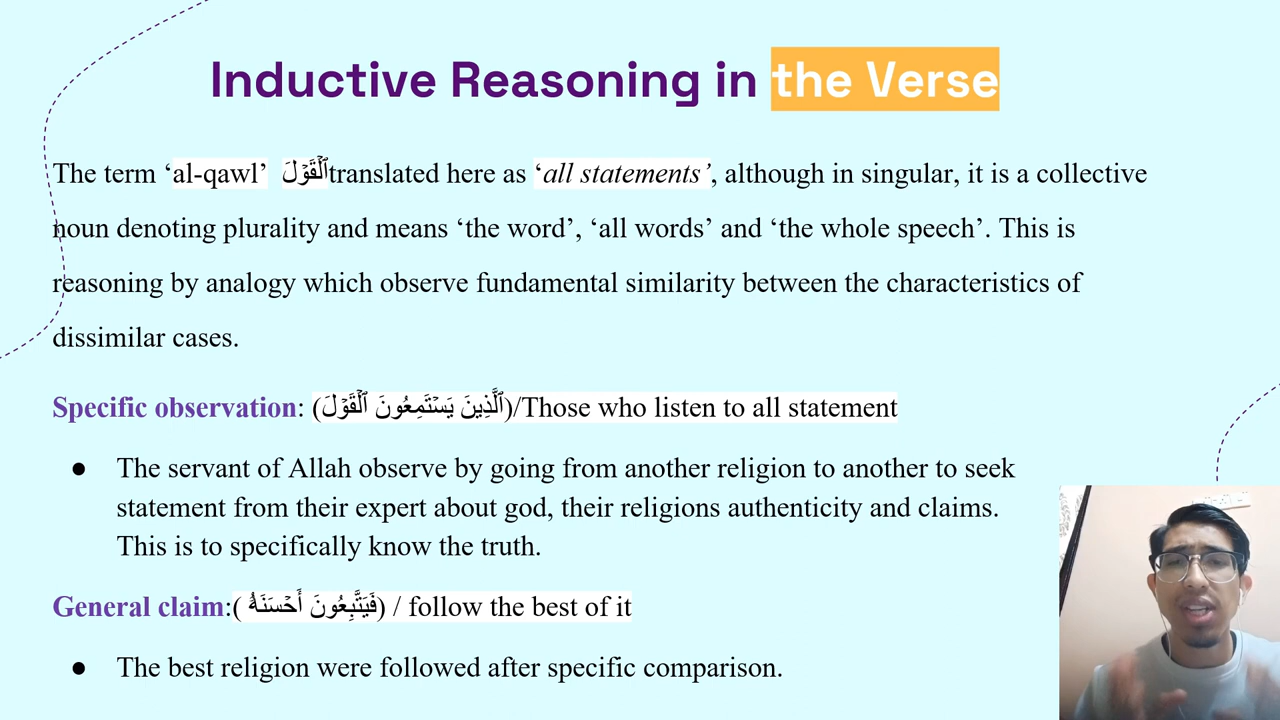 Inductive Reasoning in the Verse
The term ‘al-qawl’ ٱلْقَوْلَ translated here as ‘all statements’, although in singular, it is a collective
noun denoting plurality and means ‘the word’, ‘all words’ and ‘the whole speech’. This is
reasoning by analogy which observe fundamental similarity between the characteristics of
dissimilar cases.
Specific observation: (ٱلَّذِينَ يَسْتَمِعُونَ ٱلْقَوْلَ)/Those who listen to all statement
● The servant of Allah observe by going from another religion to another to seek
statement from their expert about god, their religions authenticity and claims.
This is to specifically know the truth.
General claim:( فَيَتَّبِعُونَ أَحْسَنَهُۥٓ) / follow the best of it
● The best religion were followed after specific comparison.